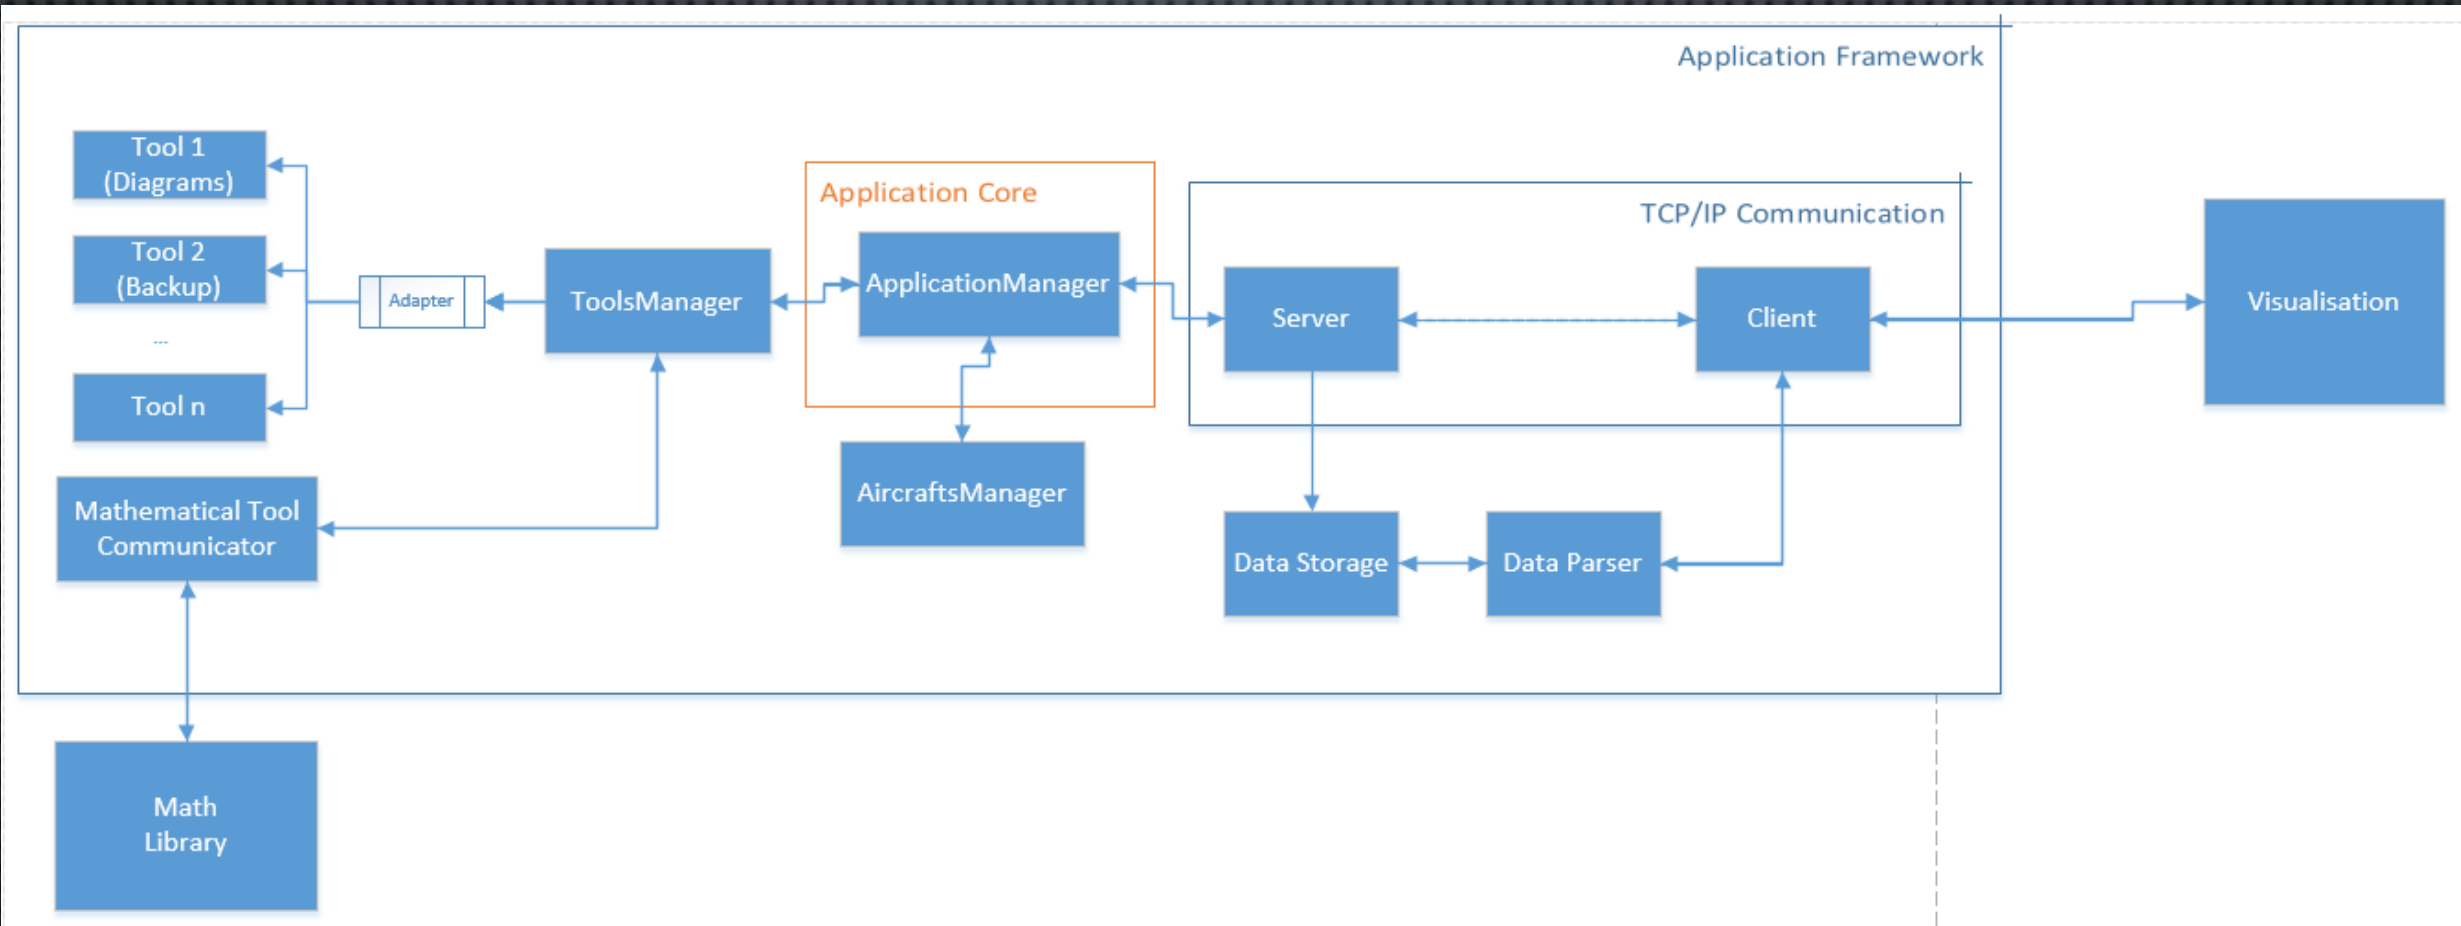 Application Framework
Tool 1
(Diagrams)
Application Core
TCP/IP Communication
Tool 2
(Backup)
Adapter
ToolsManager
ApplicationManager
Server
Client
Visualisation
...
Tool n
Mathematical Tool
Communicator
AircraftsManager
Data Storage
Data Parser
Math
Library